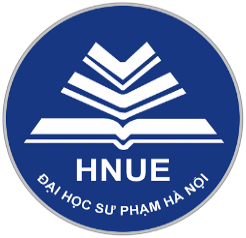 HNUE
ĐẠI HỌC SƯ PHẠM HÀ NỘI